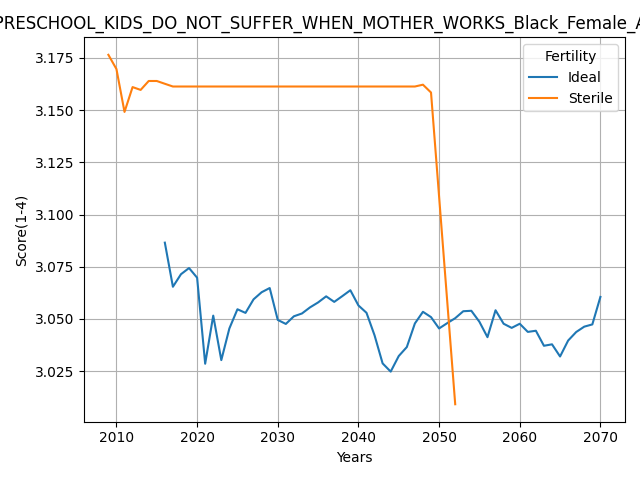 PRESCHOOL_KIDS_DO_NOT_SUFFER_WHEN_MOTHER_WORKS_Black_Female_A
3.175
3.150
3.125
3.100
3.075
3.050
3.025
Score(1-4)
Fertility
Ideal
Sterile
2010 2020 2030 2040 2050 2060 2070
Years